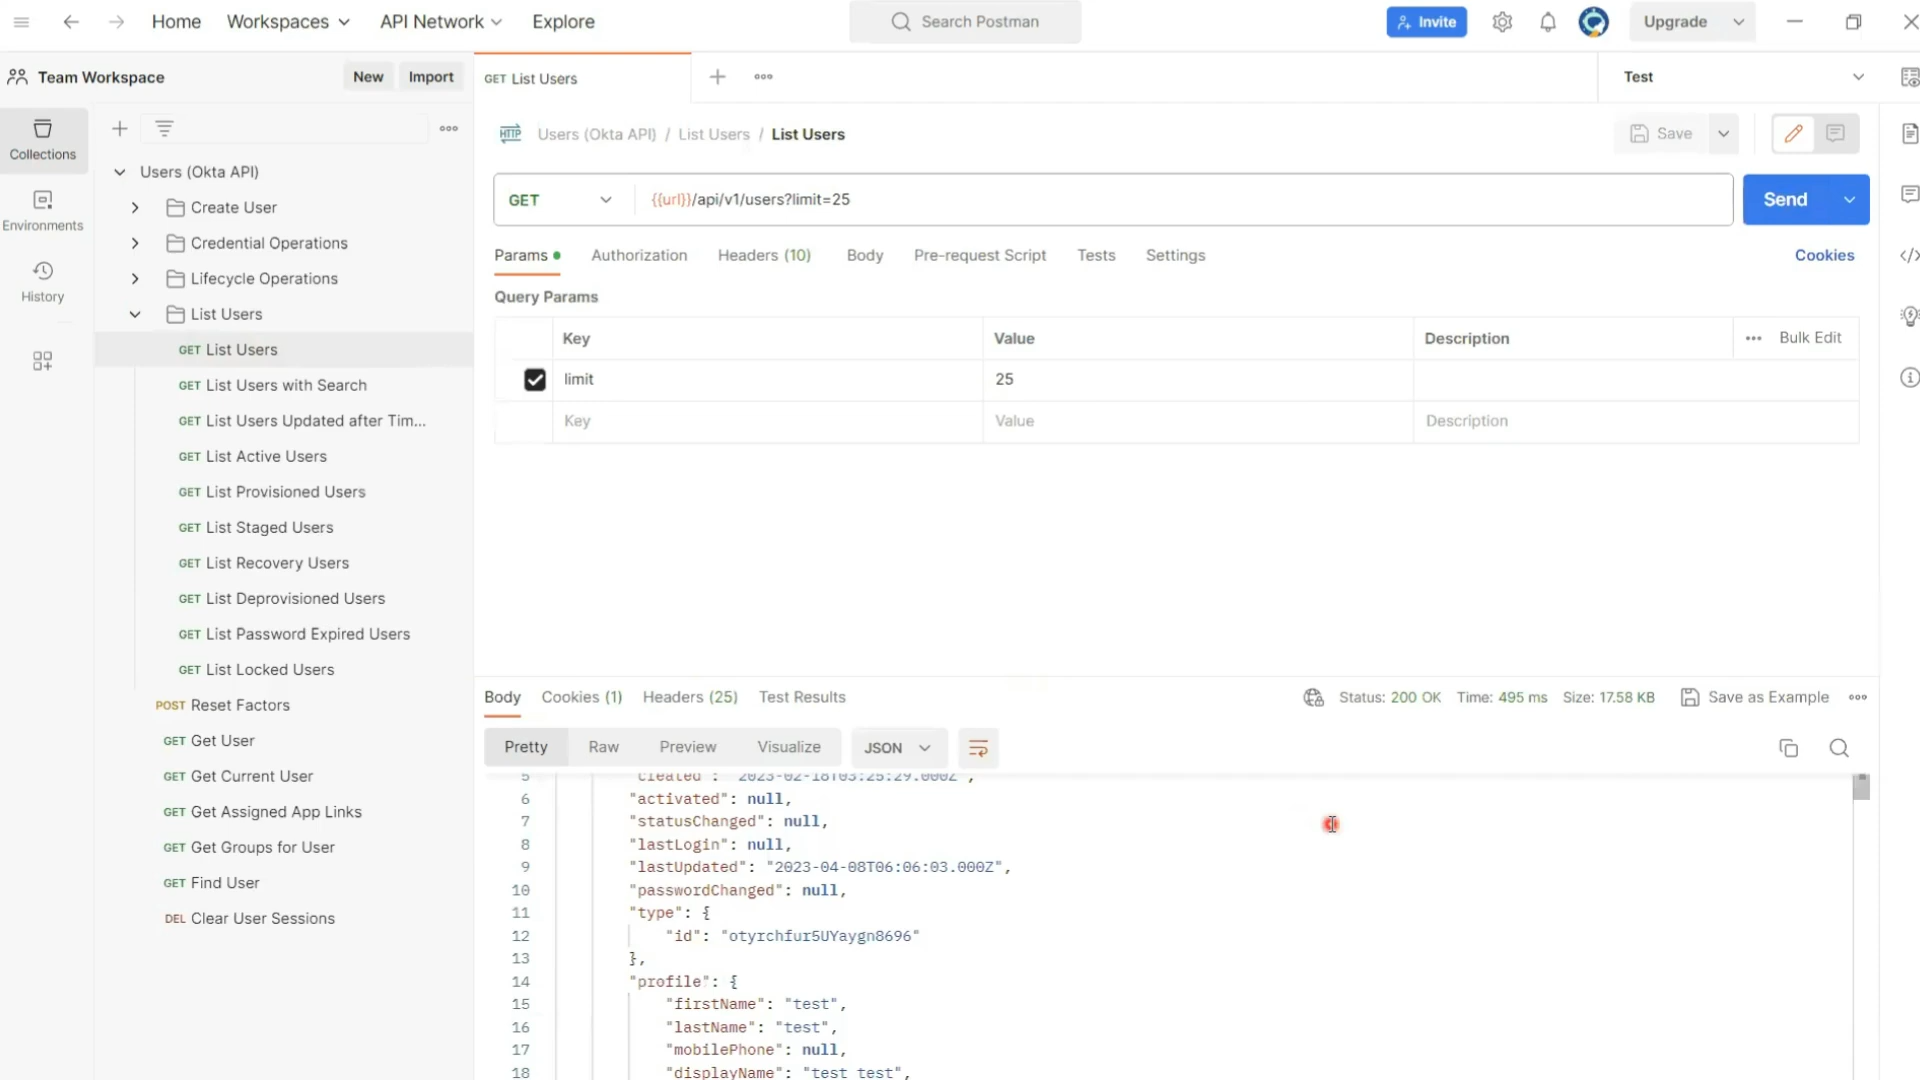 Home Workspaces API Network Explore Search Postman Invite Upgrade
Team Workspace New Import GET List Users Test
Collections
Environments
History
Users (Okta API)
Create User
Credential Operations
Lifecycle Operations
List Users
GET List Users
GET List Users with Search
GET List Users Updated after Tim...
GET List Active Users
GET List Provisioned Users
GET List Staged Users
GET List Recovery Users
GET List Deprovisioned Users
GET List Password Expired Users
GET List Locked Users
POST Reset Factors
GET Get User
GET Get Current User
GET Get Assigned App Links
GET Get Groups for User
GET Find User
DEL Clear User Sessions
HTTP Users (Okta API) / List Users / List Users Save
GET {{url}}/api/v1/users?limit=25 Send
Params Authorization Headers (10) Body Pre-request Script Tests Settings Cookies
Query Params
Key Value Description Bulk Edit
limit 25
Key Value Description
Body Cookies (1) Headers (25) Test Results Status: 200 OK Time: 495 ms Size: 17.58 KB Save as Example
Pretty Raw Preview Visualize JSON
5 "created": "2023-02-18T03:25:29.000Z",
6 "activated": null,
7 "statusChanged": null,
8 "lastLogin": null,
9 "lastUpdated": "2023-04-08T06:06:03.000Z",
10 "passwordChanged": null,
11 "type": {
12 "id": "otyrchfur5UYaygn8696"
13 },
14 "profile": {
15 "firstName": "test",
16 "lastName": "test",
17 "mobilePhone": null,
18 "displayName": "test test",